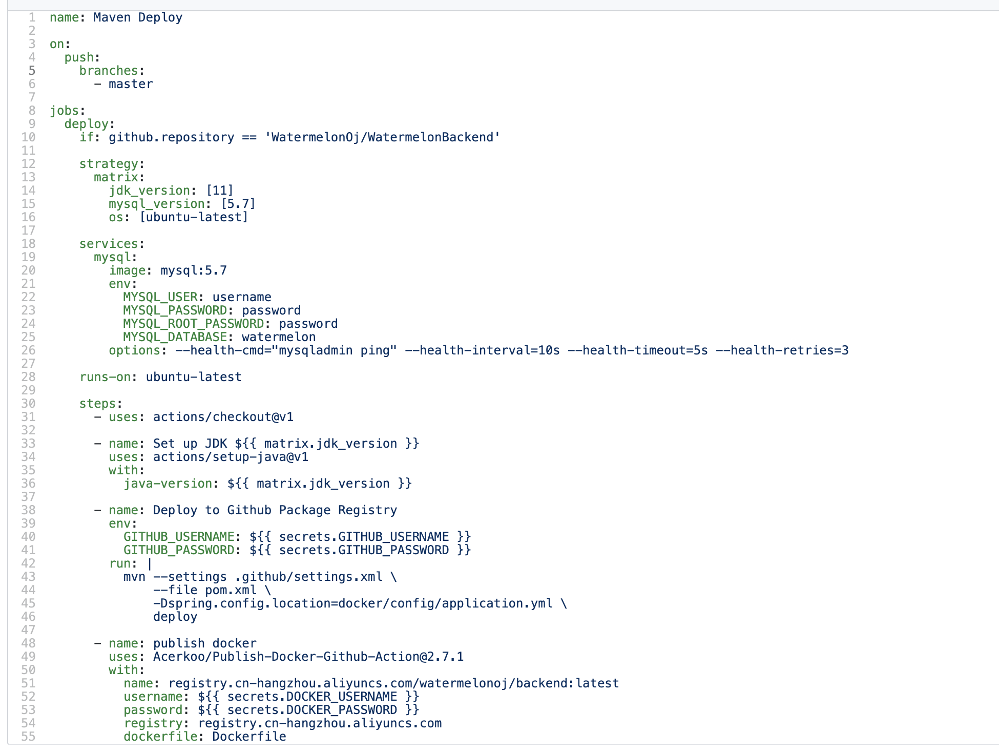 1 name: Maven Deploy
2
3 on:
4   push:
5     branches:
6       - master
7
8 jobs:
9   deploy:
10     if: github.repository == 'WatermelonOj/WatermelonBackend'
11
12     strategy:
13       matrix:
14         jdk_version: [11]
15         mysql_version: [5.7]
16         os: [ubuntu-latest]
17
18     services:
19       mysql:
20         image: mysql:5.7
21         env:
22           MYSQL_USER: username
23           MYSQL_PASSWORD: password
24           MYSQL_ROOT_PASSWORD: password
25           MYSQL_DATABASE: watermelon
26         options: --health-cmd="mysqladmin ping" --health-interval=10s --health-timeout=5s --health-retries=3
27
28     runs-on: ubuntu-latest
29
30     steps:
31       - uses: actions/checkout@v1
32
33       - name: Set up JDK ${{ matrix.jdk_version }}
34         uses: actions/setup-java@v1
35         with:
36           java-version: ${{ matrix.jdk_version }}
37
38       - name: Deploy to Github Package Registry
39         env:
40           GITHUB_USERNAME: ${{ secrets.GITHUB_USERNAME }}
41           GITHUB_PASSWORD: ${{ secrets.GITHUB_PASSWORD }}
42         run: |
43           mvn --settings .github/settings.xml \
44               --file pom.xml \
45               -Dspring.config.location=docker/config/application.yml \
46               deploy
47
48       - name: publish docker
49         uses: Acerkoo/Publish-Docker-Github-Action@2.7.1
50         with:
51           name: registry.cn-hangzhou.aliyuncs.com/watermelonoj/backend:latest
52           username: ${{ secrets.DOCKER_USERNAME }}
53           password: ${{ secrets.DOCKER_PASSWORD }}
54           registry: registry.cn-hangzhou.aliyuncs.com
55           dockerfile: Dockerfile